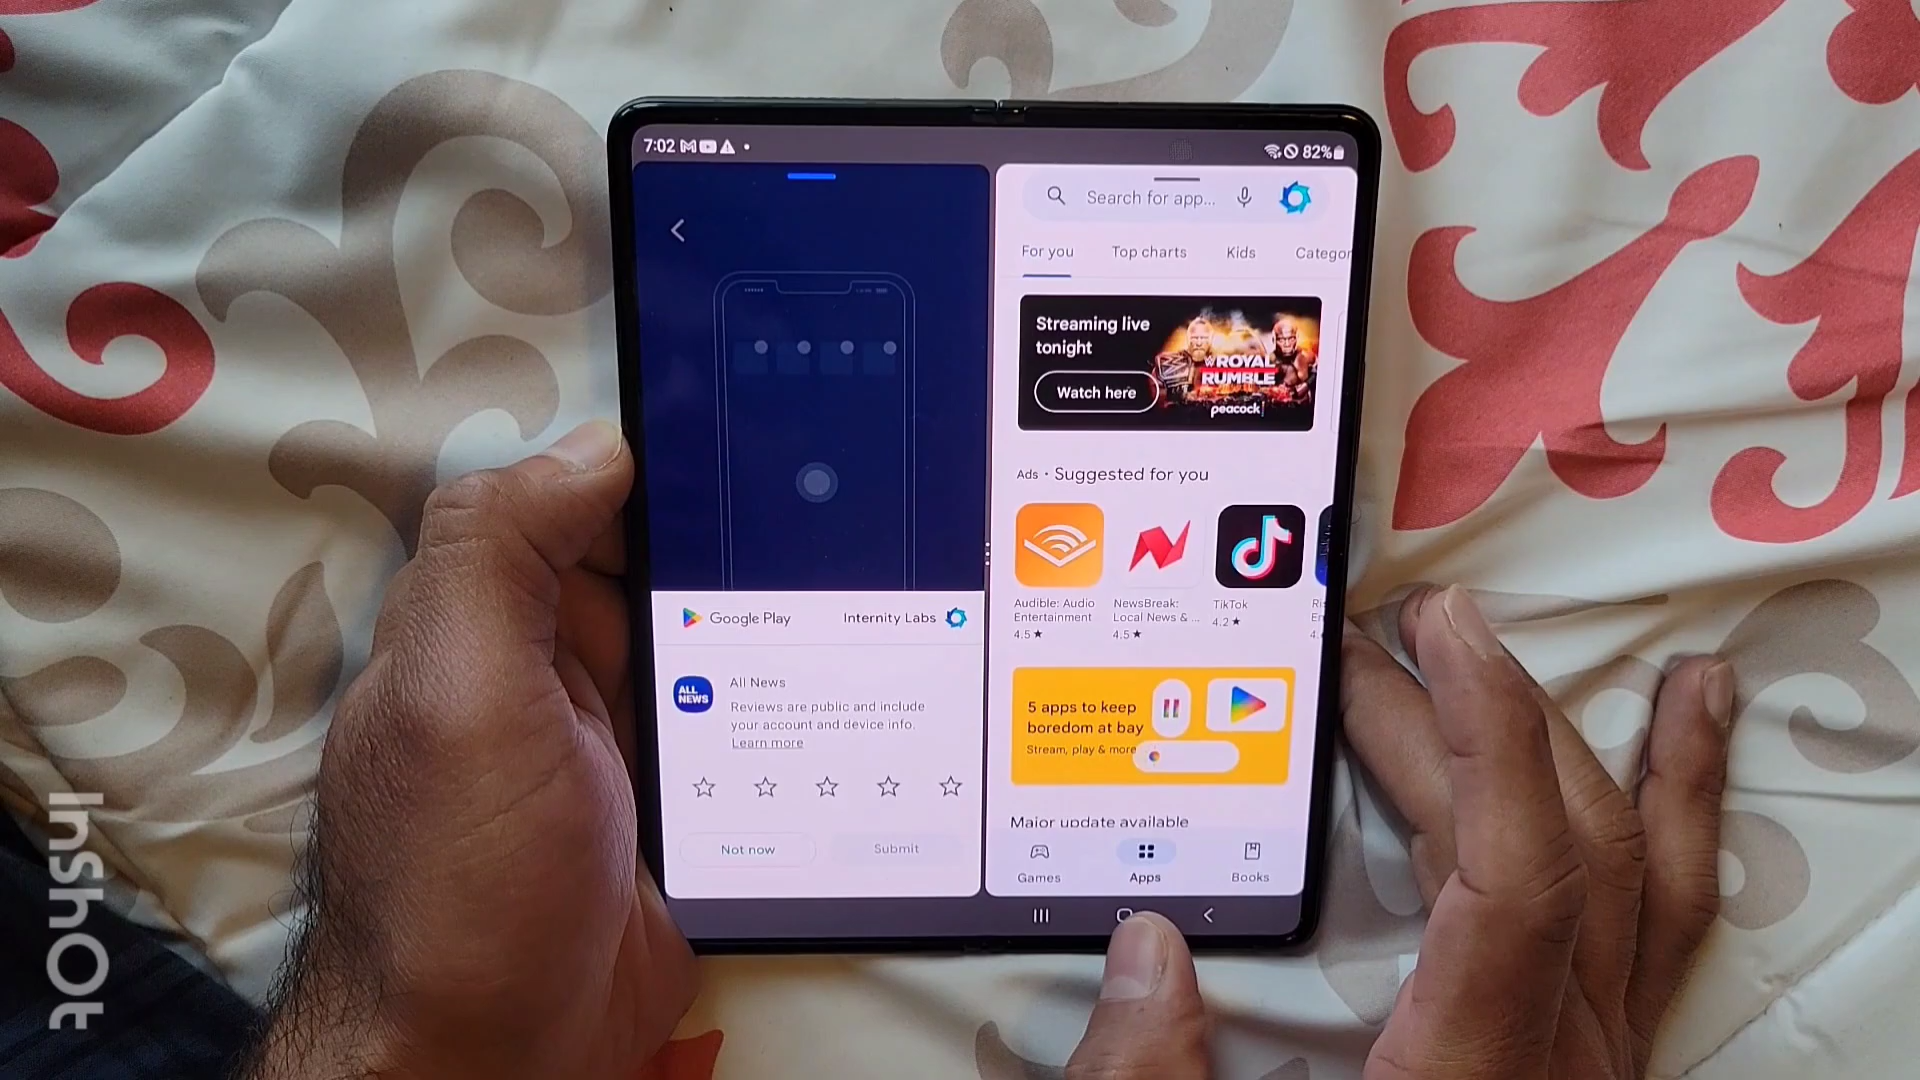 7:02
82%
Google Play
Internity Labs
ALL
NEWS
All News
Reviews are public and include
your account and device info.
Learn more
Not now
Submit
Search for app...
For you
Top charts
Kids
Categor
Streaming live
tonight
Watch here
ROYAL
RUMBLE
peacock
Ads • Suggested for you
Audible: Audio
Entertainment
4.5★
NewsBreak:
Local News & ...
4.5★
TikTok
4.2★
5 apps to keep
boredom at bay
Stream, play & more
Major update available
Games
Apps
Books
InShOt